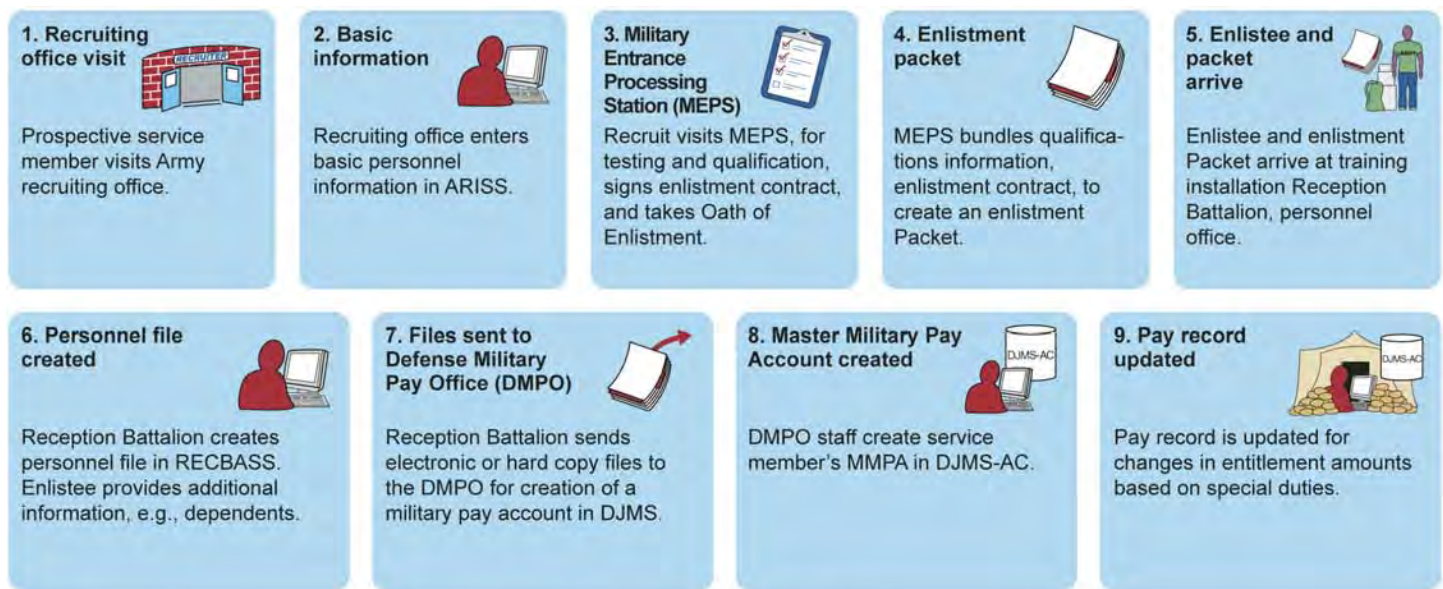 1. Recruiting
office visit
RECRUITER
Prospective service
member visits Army
recruiting office.
2. Basic
information
Recruiting office enters
basic personnel
information in ARISS.
3. Military
Entrance
Processing
Station (MEPS)
Recruit visits MEPS, for
testing and qualification,
signs enlistment contract,
and takes Oath of
Enlistment.
4. Enlistment
packet
MEPS bundles qualifica-
tions information,
enlistment contract, to
create an enlistment
Packet.
5. Enlistee and
packet
arrive
Enlistee and enlistment
Packet arrive at training
installation Reception
Battalion, personnel
office.
6. Personnel file
created
Reception Battalion creates
personnel file in RECBASS.
Enlistee provides additional
information, e.g., dependents.
7. Files sent to
Defense Military
Pay Office (DMPO)
Reception Battalion sends
electronic or hard copy files to
the DMPO for creation of a
military pay account in DJMS.
8. Master Military Pay
Account created
DJMS-AC
DMPO staff create service
member's MMPA in DJMS-AC.
9. Pay record
updated
DJMS-AC
Pay record is updated for
changes in entitlement amounts
based on special duties.